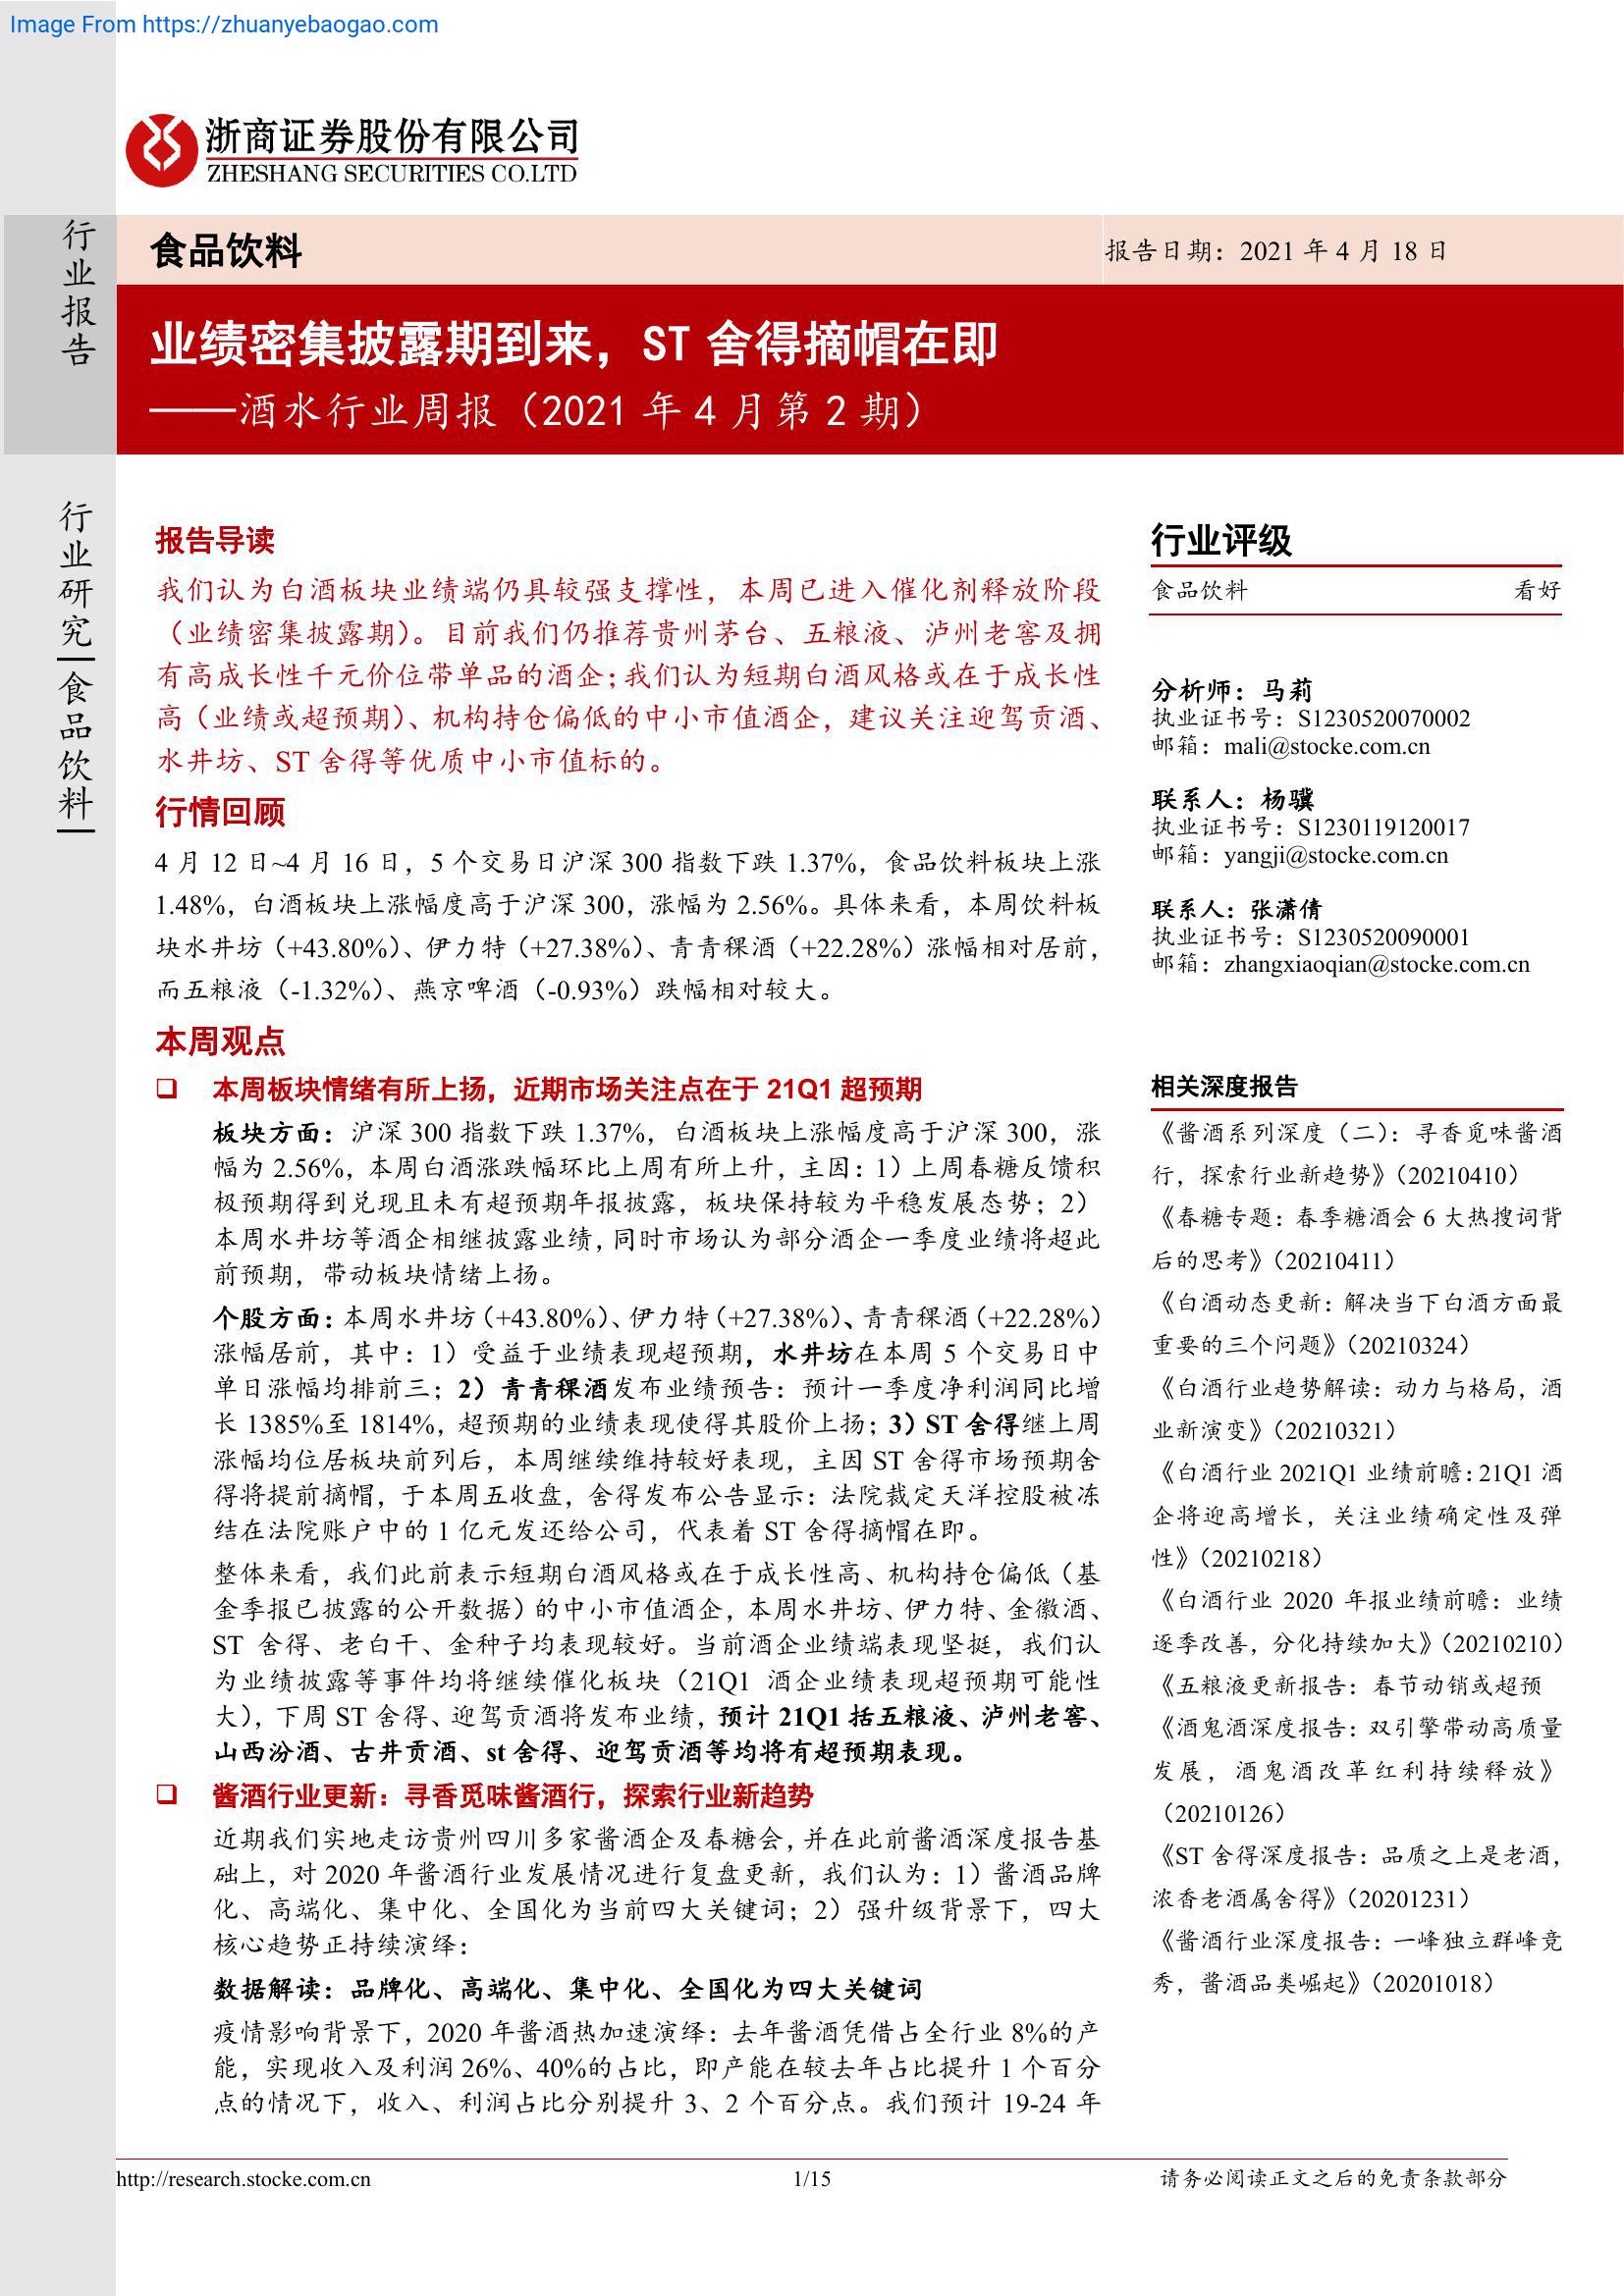 Image From https://zhuanyebaogao.com
浙商证券股份有限公司
ZHESHANG SECURITIES CO.LTD
行业报告
食品饮料
报告日期：2021 年 4 月 18 日
业绩密集披露期到来，ST 舍得摘帽在即
——酒水行业周报（2021 年 4 月第 2 期）
行业研究｜食品饮料｜
报告导读
我们认为白酒板块业绩端仍具较强支撑性，本周已进入催化剂释放阶段
（业绩密集披露期）。目前我们仍推荐贵州茅台、五粮液、泸州老窖及拥
有高成长性千元价位带单品的酒企；我们认为短期白酒风格或在于成长性
高（业绩或超预期）、机构持仓偏低的中小市值酒企，建议关注迎驾贡酒、
水井坊、ST 舍得等优质中小市值标的。
行情回顾
4 月 12 日~4 月 16 日，5 个交易日沪深 300 指数下跌 1.37%，食品饮料板块上涨
1.48%，白酒板块上涨幅度高于沪深 300，涨幅为 2.56%。具体来看，本周饮料板
块水井坊（+43.80%）、伊力特（+27.38%）、青青稞酒（+22.28%）涨幅相对居前，
而五粮液（-1.32%）、燕京啤酒（-0.93%）跌幅相对较大。
本周观点
❑ 本周板块情绪有所上扬，近期市场关注点在于 21Q1 超预期
板块方面：沪深 300 指数下跌 1.37%，白酒板块上涨幅度高于沪深 300，涨
幅为 2.56%，本周白酒涨跌幅环比上周有所上升，主因：1）上周春糖反馈积
极预期得到兑现且未有超预期年报披露，板块保持较为平稳发展态势；2）
本周水井坊等酒企相继披露业绩，同时市场认为部分酒企一季度业绩将超此
前预期，带动板块情绪上扬。
个股方面：本周水井坊（+43.80%）、伊力特（+27.38%）、青青稞酒（+22.28%）
涨幅居前，其中：1）受益于业绩表现超预期，水井坊在本周 5 个交易日中
单日涨幅均排前三；2）青青稞酒发布业绩预告：预计一季度净利润同比增
长 1385%至 1814%，超预期的业绩表现使得其股价上扬；3）ST 舍得继上周
涨幅均位居板块前列后，本周继续维持较好表现，主因 ST 舍得市场预期舍
得将提前摘帽，于本周五收盘，舍得发布公告显示：法院裁定天洋控股被冻
结在法院账户中的 1 亿元发还给公司，代表着 ST 舍得摘帽在即。
整体来看，我们此前表示短期白酒风格或在于成长性高、机构持仓偏低（基
金季报已披露的公开数据）的中小市值酒企，本周水井坊、伊力特、金徽酒、
ST 舍得、老白干、金种子均表现较好。当前酒企业绩端表现坚挺，我们认
为业绩披露等事件均将继续催化板块（21Q1 酒企业绩表现超预期可能性
大），下周 ST 舍得、迎驾贡酒将发布业绩，预计 21Q1 括五粮液、泸州老窖、
山西汾酒、古井贡酒、st 舍得、迎驾贡酒等均将有超预期表现。
❑ 酱酒行业更新：寻香觅味酱酒行，探索行业新趋势
近期我们实地走访贵州四川多家酱酒企及春糖会，并在此前酱酒深度报告基
础上，对 2020 年酱酒行业发展情况进行复盘更新，我们认为：1）酱酒品牌
化、高端化、集中化、全国化为当前四大关键词；2）强升级背景下，四大
核心趋势正持续演绎：
数据解读：品牌化、高端化、集中化、全国化为四大关键词
疫情影响背景下，2020 年酱酒热加速演绎：去年酱酒凭借占全行业 8%的产
能，实现收入及利润 26%、40%的占比，即产能在较去年占比提升 1 个百分
点的情况下，收入、利润占比分别提升 3、2 个百分点。我们预计 19-24 年
行业评级
食品饮料 看好
分析师：马莉
执业证书号：S1230520070002
邮箱：mali@stocke.com.cn
联系人：杨骥
执业证书号：S1230119120017
邮箱：yangji@stocke.com.cn
联系人：张潇倩
执业证书号：S1230520090001
邮箱：zhangxiaoqian@stocke.com.cn
相关深度报告
《酱酒系列深度（二）：寻香觅味酱酒
行，探索行业新趋势》（20210410）
《春糖专题：春季糖酒会 6 大热搜词背
后的思考》（20210411）
《白酒动态更新：解决当下白酒方面最
重要的三个问题》（20210324）
《白酒行业趋势解读：动力与格局，酒
业新演变》（20210321）
《白酒行业 2021Q1 业绩前瞻：21Q1 酒
企将迎高增长，关注业绩确定性及弹
性》（20210218）
《白酒行业 2020 年报业绩前瞻：业绩
逐季改善，分化持续加大》（20210210）
《五粮液更新报告：春节动销或超预
《酒鬼酒深度报告：双引擎带动高质量
发展，酒鬼酒改革红利持续释放》
（20210126）
《ST 舍得深度报告：品质之上是老酒，
浓香老酒属舍得》（20201231）
《酱酒行业深度报告：一峰独立群峰竞
秀，酱酒品类崛起》（20201018）
http://research.stocke.com.cn
1/15
请务必阅读正文之后的免责条款部分